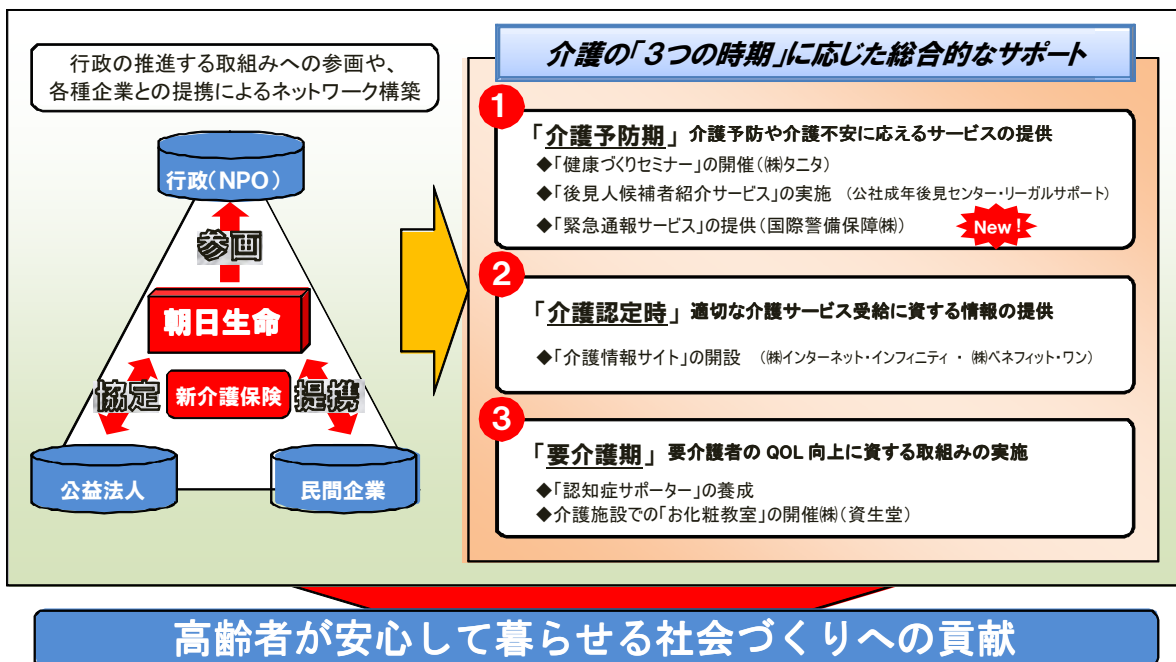 行政の推進する取組みへの参画や、
各種企業との提携によるネットワーク構築
行政(NPO)
参画
朝日生命
協定
新介護保険
提携
公益法人
民間企業
介護の「3つの時期」に応じた総合的なサポート
1
「介護予防期」 介護予防や介護不安に応えるサービスの提供
◆「健康づくりセミナー」の開催(㈱タニタ)
◆「後見人候補者紹介サービス」の実施 (公社成年後見センター・リーガルサポート)
◆「緊急通報サービス」の提供(国際警備保障㈱)
New!
2
「介護認定時」 適切な介護サービス受給に資する情報の提供
◆「介護情報サイト」の開設 (㈱インターネット・インフィニティ ・ ㈱ベネフィット・ワン)
3
「要介護期」 要介護者の QOL 向上に資する取組みの実施
◆「認知症サポーター」の養成
◆介護施設での「お化粧教室」の開催㈱(資生堂)
高齢者が安心して暮らせる社会づくりへの貢献